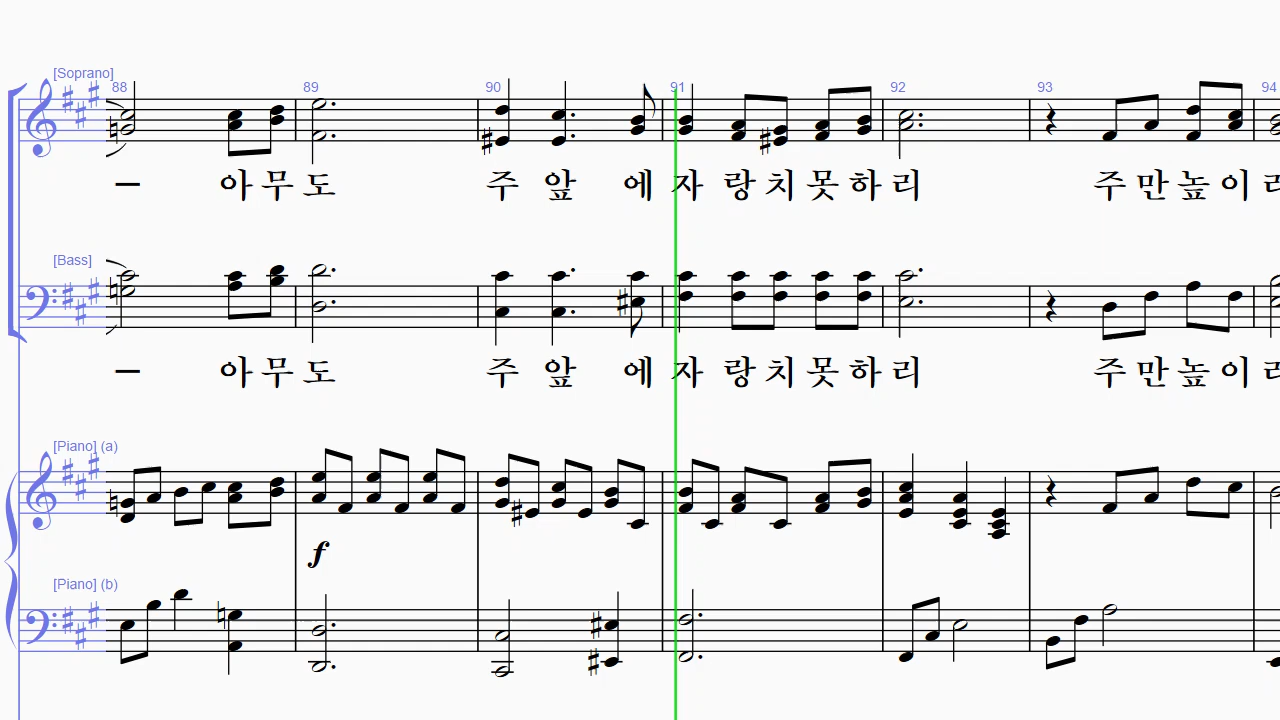 [Soprano]
88 89 90 91 92 93 94
– 아무도 주 앞 에 자 랑치못하리 주만높이
[Bass]
– 아무도 주 앞 에 자 랑치못하리 주만높이
[Piano] (a)
f
[Piano] (b)